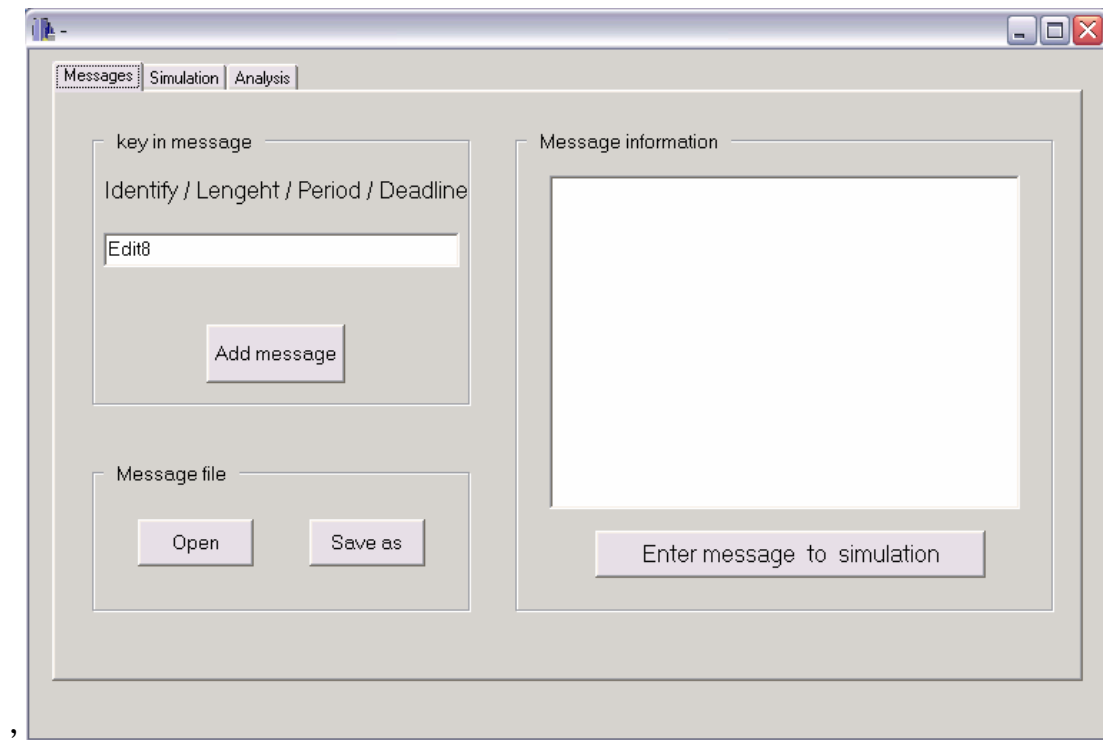 -
Messages Simulation Analysis
key in message
Identify / Lengeht / Period / Deadline
Edit8
Add message
Message file
Open Save as
Message information
Enter message to simulation
,